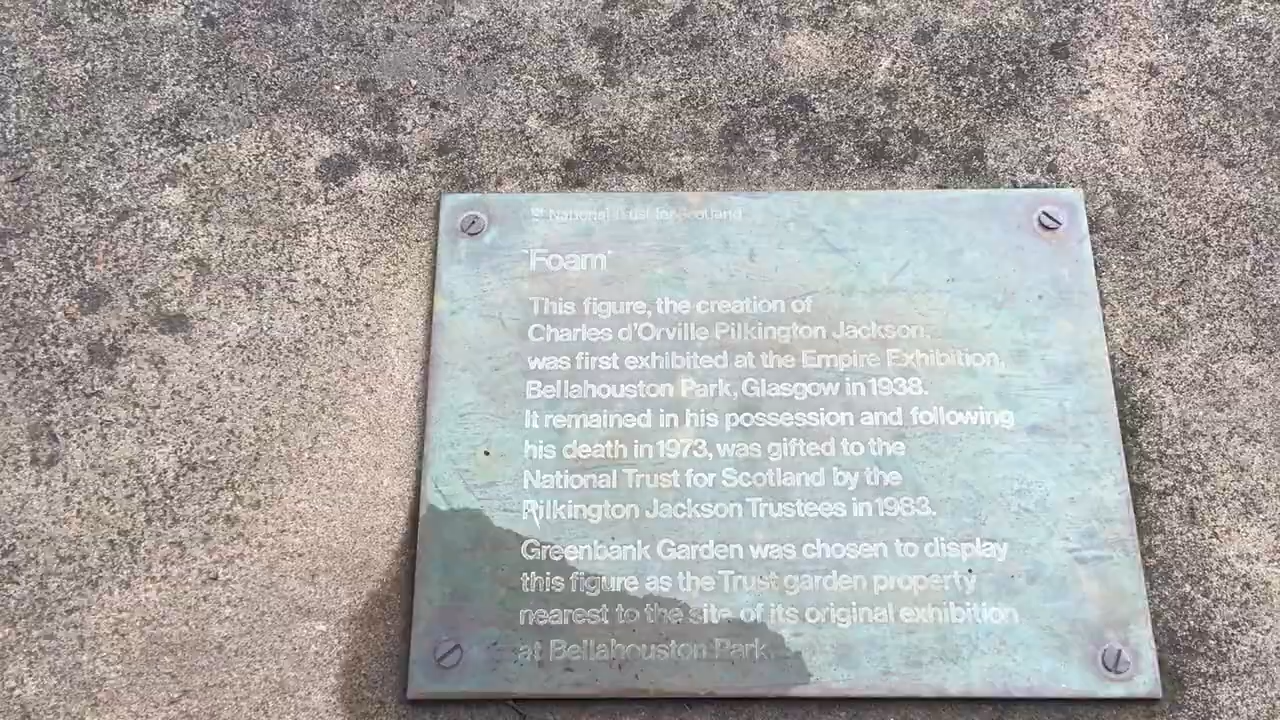 National Trust for Scotland
'Foam'
This figure, the creation of
Charles d'Orville Pilkington Jackson,
was first exhibited at the Empire Exhibition,
Bellahouston Park, Glasgow in 1938.
It remained in his possession and following
his death in 1973, was gifted to the
National Trust for Scotland by the
Pilkington Jackson Trustees in 1983.
Greenbank Garden was chosen to display
this figure as the Trust garden property
nearest to the site of its original exhibition
at Bellahouston Park.